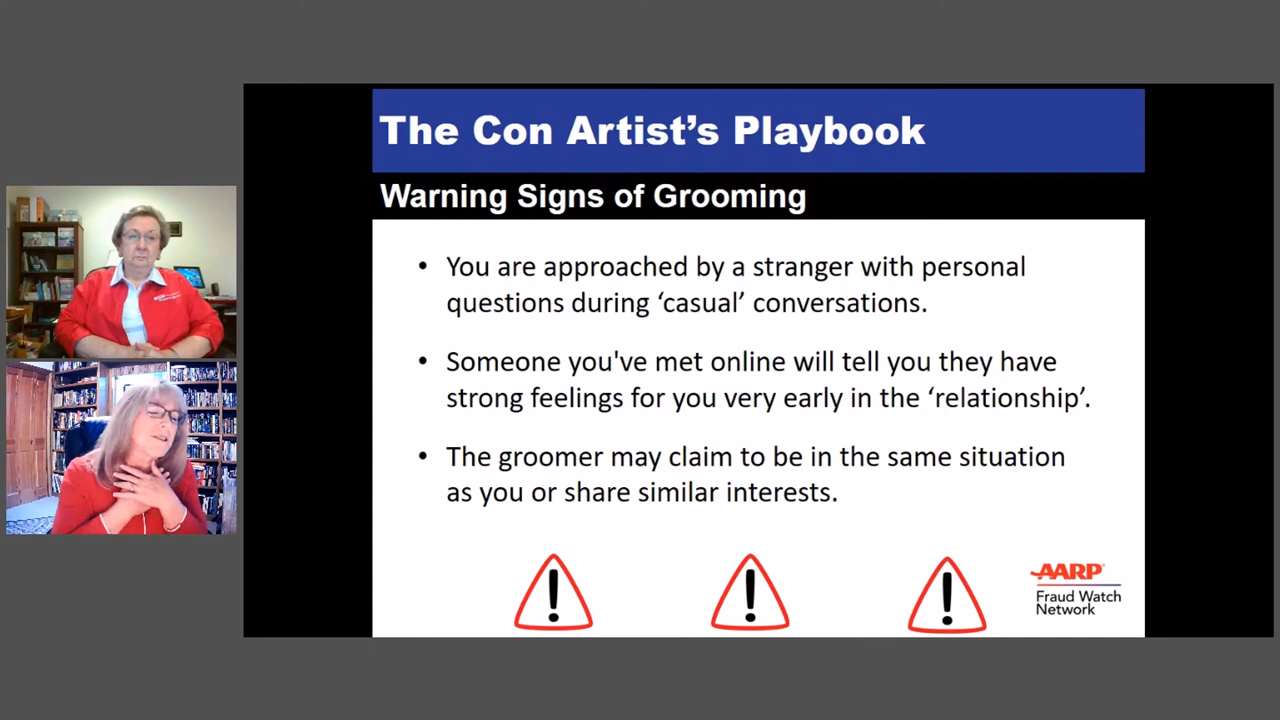 The Con Artist’s Playbook
Warning Signs of Grooming
• You are approached by a stranger with personal
questions during ‘casual’ conversations.
• Someone you've met online will tell you they have
strong feelings for you very early in the ‘relationship’.
• The groomer may claim to be in the same situation
as you or share similar interests.
AARP
Fraud Watch
Network